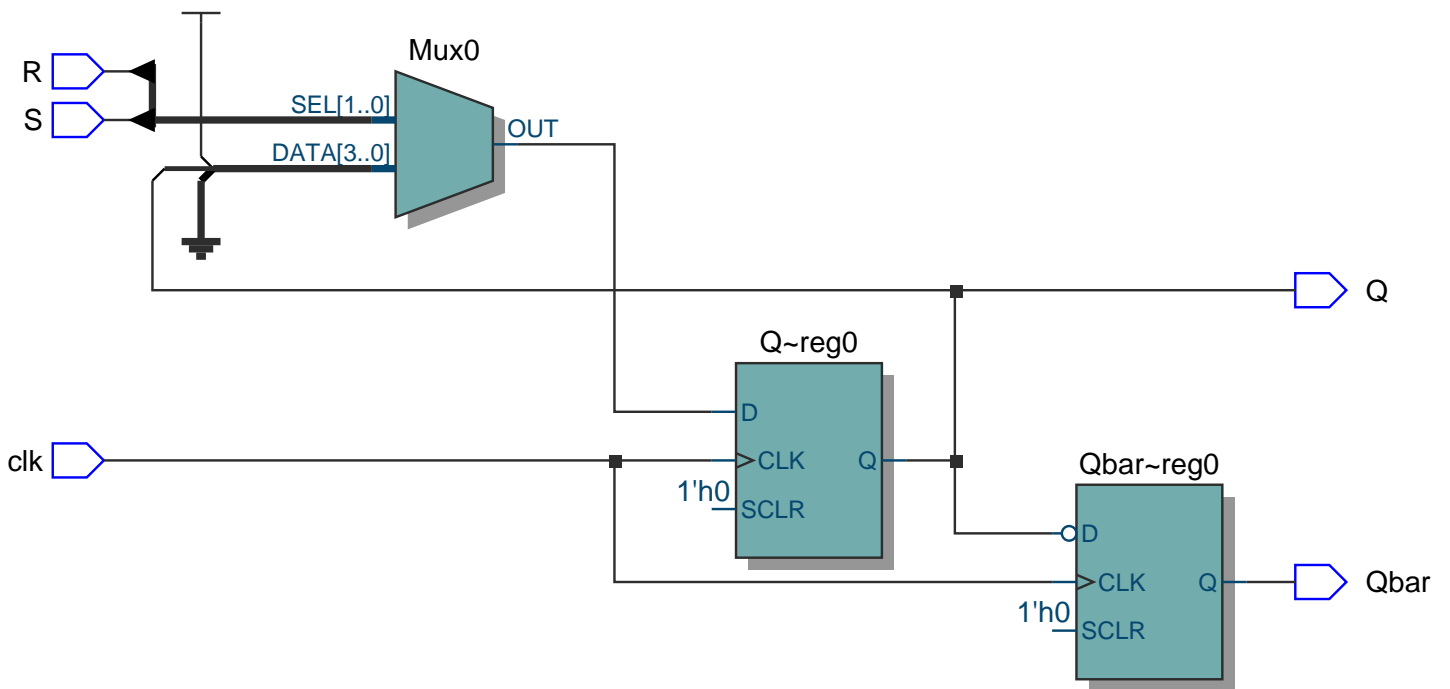 Mux0
R
S
SEL[1..0]
DATA[3..0]
OUT
Q
Q~reg0
D
clk
CLK
Q
1'h0
SCLR
Qbar~reg0
D
CLK
Q
Qbar
1'h0
SCLR